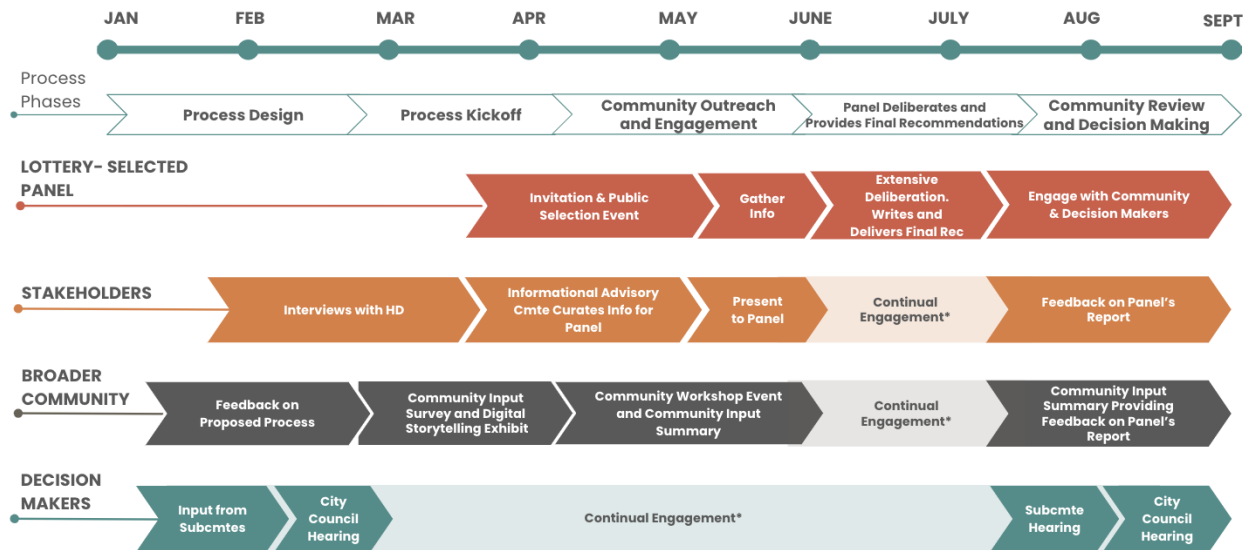 JAN FEB MAR APR MAY JUNE JULY AUG SEPT
Process
Phases
Process Design
Process Kickoff
Community Outreach
and Engagement
Panel Deliberates and
Provides Final Recommendations
Community Review
and Decision Making
LOTTERY- SELECTED
PANEL
Invitation & Public
Selection Event
Gather
Info
Extensive
Deliberation.
Writes and
Delivers Final Rec
Engage with Community
& Decision Makers
STAKEHOLDERS
Interviews with HD
Informational Advisory
Cmte Curates Info for
Panel
Present
to Panel
Continual
Engagement*
Feedback on Panel's
Report
BROADER
COMMUNITY
Feedback on
Proposed Process
Community Input
Survey and Digital
Storytelling Exhibit
Community Workshop Event
and Community Input
Summary
Continual
Engagement*
Community Input
Summary Providing
Feedback on Panel's
Report
DECISION
MAKERS
Input from
Subcmtes
City
Council
Hearing
Continual Engagement*
Subcmte
Hearing
City
Council
Hearing